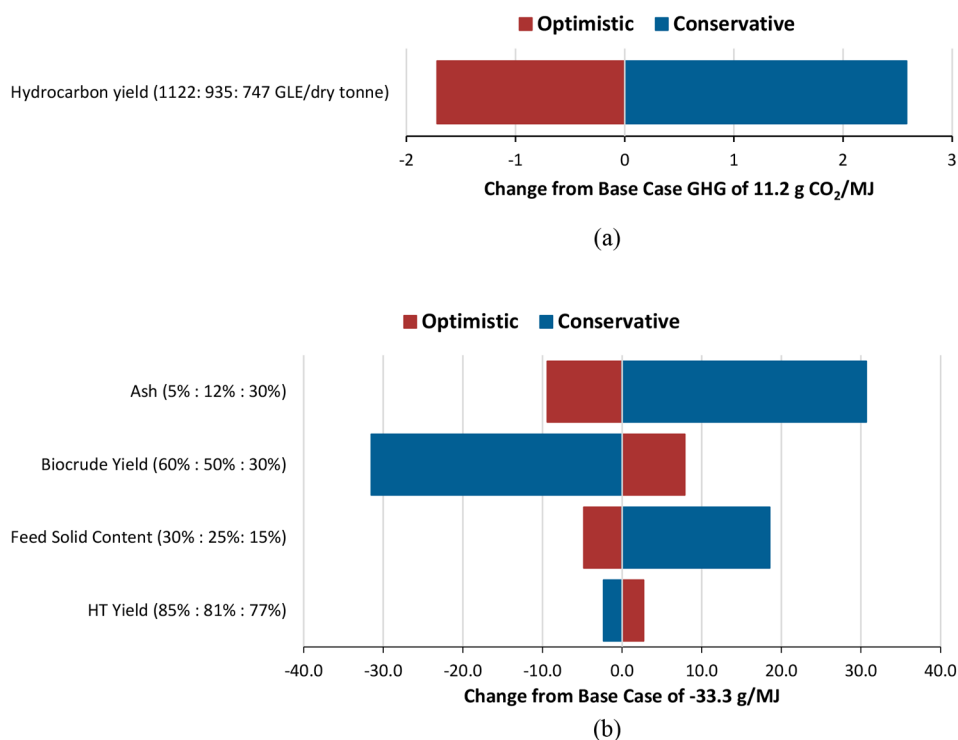 Optimistic Conservative
Hydrocarbon yield (1122: 935: 747 GLE/dry tonne)
-2 -1 0 1 2 3
Change from Base Case GHG of 11.2 g CO₂/MJ
(a)
Optimistic Conservative
Ash (5% : 12% : 30%)
Biocrude Yield (60% : 50% : 30%)
Feed Solid Content (30% : 25%: 15%)
HT Yield (85% : 81% : 77%)
-40.0 -30.0 -20.0 -10.0 0.0 10.0 20.0 30.0 40.0
Change from Base Case of -33.3 g/MJ
(b)